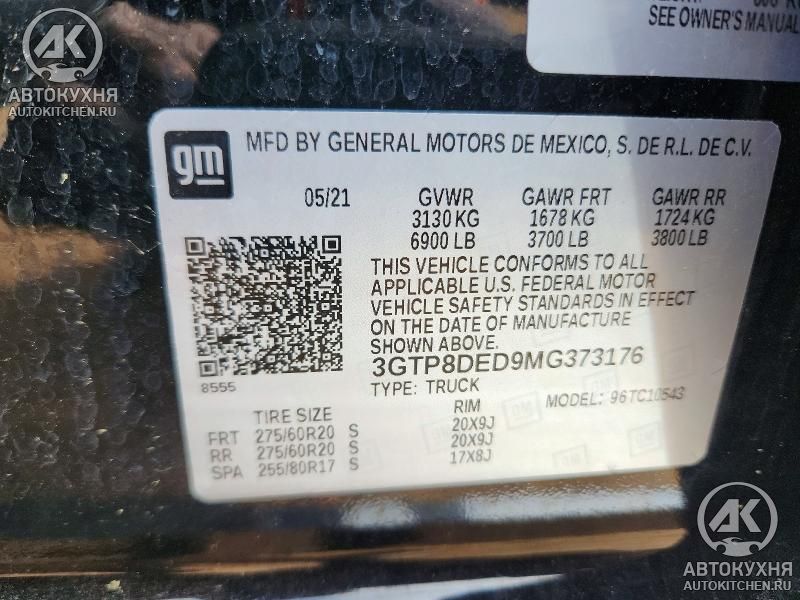 SEE OWNER'S MANUAL
АВТОКУХНЯ
AUTOKITCHEN.RU
gm
MFD BY GENERAL MOTORS DE MEXICO, S. DE R.L. DE C.V.
05/21 GVWR GAWR FRT GAWR RR
3130 KG 1678 KG 1724 KG
6900 LB 3700 LB 3800 LB
THIS VEHICLE CONFORMS TO ALL
APPLICABLE U.S. FEDERAL MOTOR
VEHICLE SAFETY STANDARDS IN EFFECT
ON THE DATE OF MANUFACTURE
SHOWN ABOVE.
3GTP8DED9MG373176
8555
TYPE: TRUCK
MODEL: 96TC10543
TIRE SIZE RIM
FRT 275/60R20 S 20X9J
RR 275/60R20 S 20X9J
SPA 255/80R17 S 17X8J
АВТОКУХНЯ
AUTOKITCHEN.RU